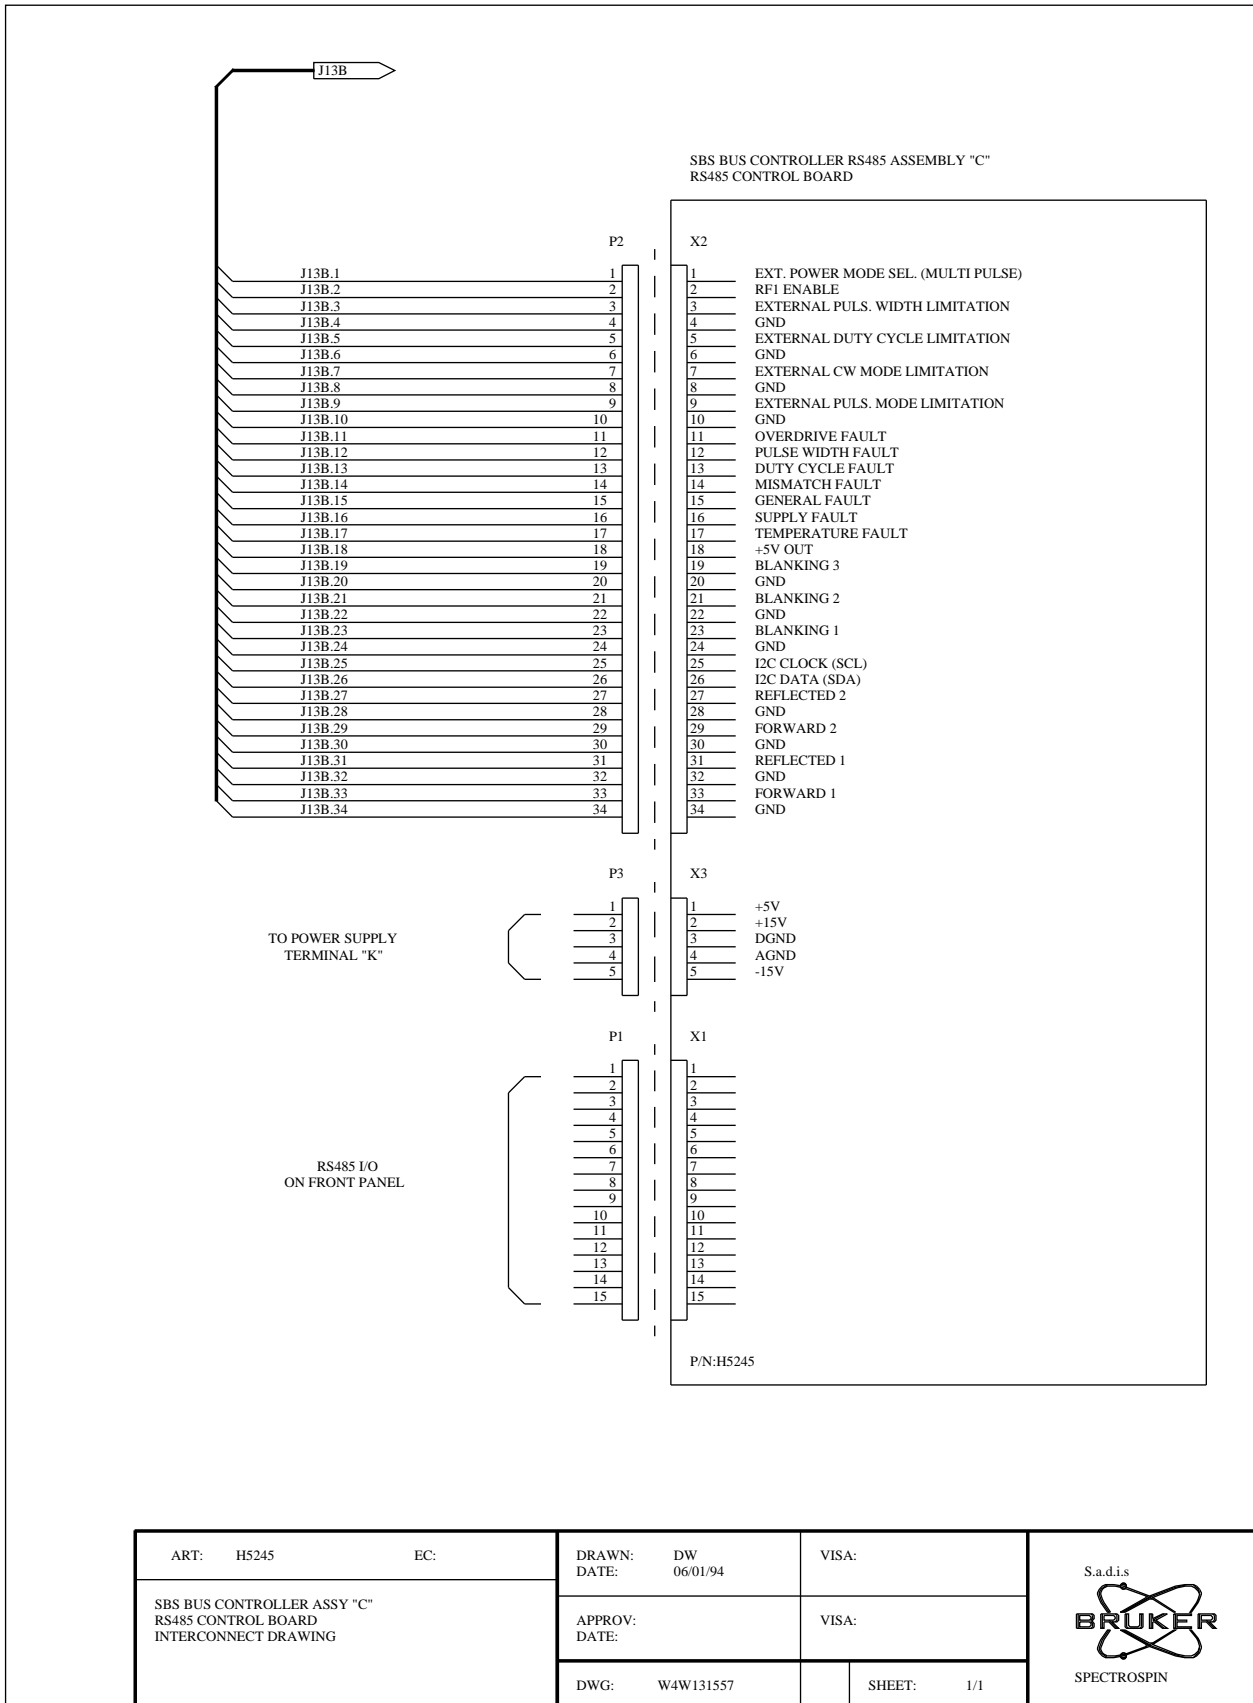 J13B
SBS BUS CONTROLLER RS485 ASSEMBLY "C"
RS485 CONTROL BOARD
P2 X2
J13B.1 1 1 EXT. POWER MODE SEL. (MULTI PULSE)
J13B.2 2 2 RF1 ENABLE
J13B.3 3 3 EXTERNAL PULS. WIDTH LIMITATION
J13B.4 4 4 GND
J13B.5 5 5 EXTERNAL DUTY CYCLE LIMITATION
J13B.6 6 6 GND
J13B.7 7 7 EXTERNAL CW MODE LIMITATION
J13B.8 8 8 GND
J13B.9 9 9 EXTERNAL PULS. MODE LIMITATION
J13B.10 10 10 GND
J13B.11 11 11 OVERDRIVE FAULT
J13B.12 12 12 PULSE WIDTH FAULT
J13B.13 13 13 DUTY CYCLE FAULT
J13B.14 14 14 MISMATCH FAULT
J13B.15 15 15 GENERAL FAULT
J13B.16 16 16 SUPPLY FAULT
J13B.17 17 17 TEMPERATURE FAULT
J13B.18 18 18 +5V OUT
J13B.19 19 19 BLANKING 3
J13B.20 20 20 GND
J13B.21 21 21 BLANKING 2
J13B.22 22 22 GND
J13B.23 23 23 BLANKING 1
J13B.24 24 24 GND
J13B.25 25 25 I2C CLOCK (SCL)
J13B.26 26 26 I2C DATA (SDA)
J13B.27 27 27 REFLECTED 2
J13B.28 28 28 GND
J13B.29 29 29 FORWARD 2
J13B.30 30 30 GND
J13B.31 31 31 REFLECTED 1
J13B.32 32 32 GND
J13B.33 33 33 FORWARD 1
J13B.34 34 34 GND
P3 X3
1 1 +5V
2 2 +15V
TO POWER SUPPLY 3 3 DGND
TERMINAL "K" 4 4 AGND
5 5 -15V
P1 X1
1 1
2 2
3 3
4 4
5 5
6 6
RS485 I/O 7 7
ON FRONT PANEL 8 8
9 9
10 10
11 11
12 12
13 13
14 14
15 15
P/N:H5245
ART: H5245 EC:
SBS BUS CONTROLLER ASSY "C"
RS485 CONTROL BOARD
INTERCONNECT DRAWING
DRAWN: DW VISA:
DATE: 06/01/94
APPROV: VISA:
DATE:
DWG: W4W131557 SHEET: 1/1
S.a.d.i.s
BRUKER
SPECTROSPIN